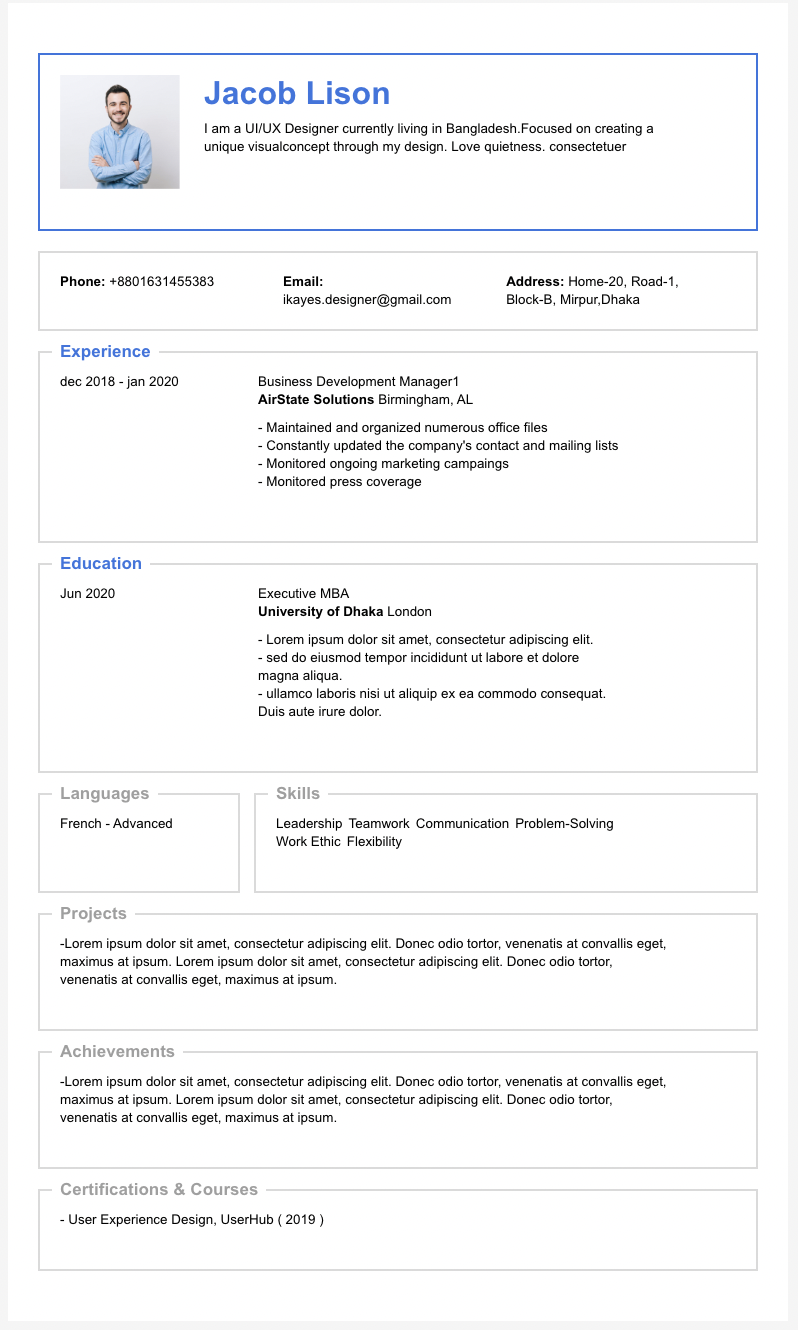 Jacob Lison
I am a UI/UX Designer currently living in Bangladesh.Focused on creating a
unique visualconcept through my design. Love quietness. consectetuer
Phone: +8801631455383
Email:
ikayes.designer@gmail.com
Address: Home-20, Road-1,
Block-B, Mirpur,Dhaka
Experience
dec 2018 - jan 2020
Business Development Manager1
AirState Solutions Birmingham, AL
- Maintained and organized numerous office files
- Constantly updated the company's contact and mailing lists
- Monitored ongoing marketing campaings
- Monitored press coverage
Education
Jun 2020
Executive MBA
University of Dhaka London
- Lorem ipsum dolor sit amet, consectetur adipiscing elit.
- sed do eiusmod tempor incididunt ut labore et dolore
magna aliqua.
- ullamco laboris nisi ut aliquip ex ea commodo consequat.
Duis aute irure dolor.
Languages
French - Advanced
Skills
Leadership Teamwork Communication Problem-Solving
Work Ethic Flexibility
Projects
-Lorem ipsum dolor sit amet, consectetur adipiscing elit. Donec odio tortor, venenatis at convallis eget,
maximus at ipsum. Lorem ipsum dolor sit amet, consectetur adipiscing elit. Donec odio tortor,
venenatis at convallis eget, maximus at ipsum.
Achievements
-Lorem ipsum dolor sit amet, consectetur adipiscing elit. Donec odio tortor, venenatis at convallis eget,
maximus at ipsum. Lorem ipsum dolor sit amet, consectetur adipiscing elit. Donec odio tortor,
venenatis at convallis eget, maximus at ipsum.
Certifications & Courses
- User Experience Design, UserHub ( 2019 )